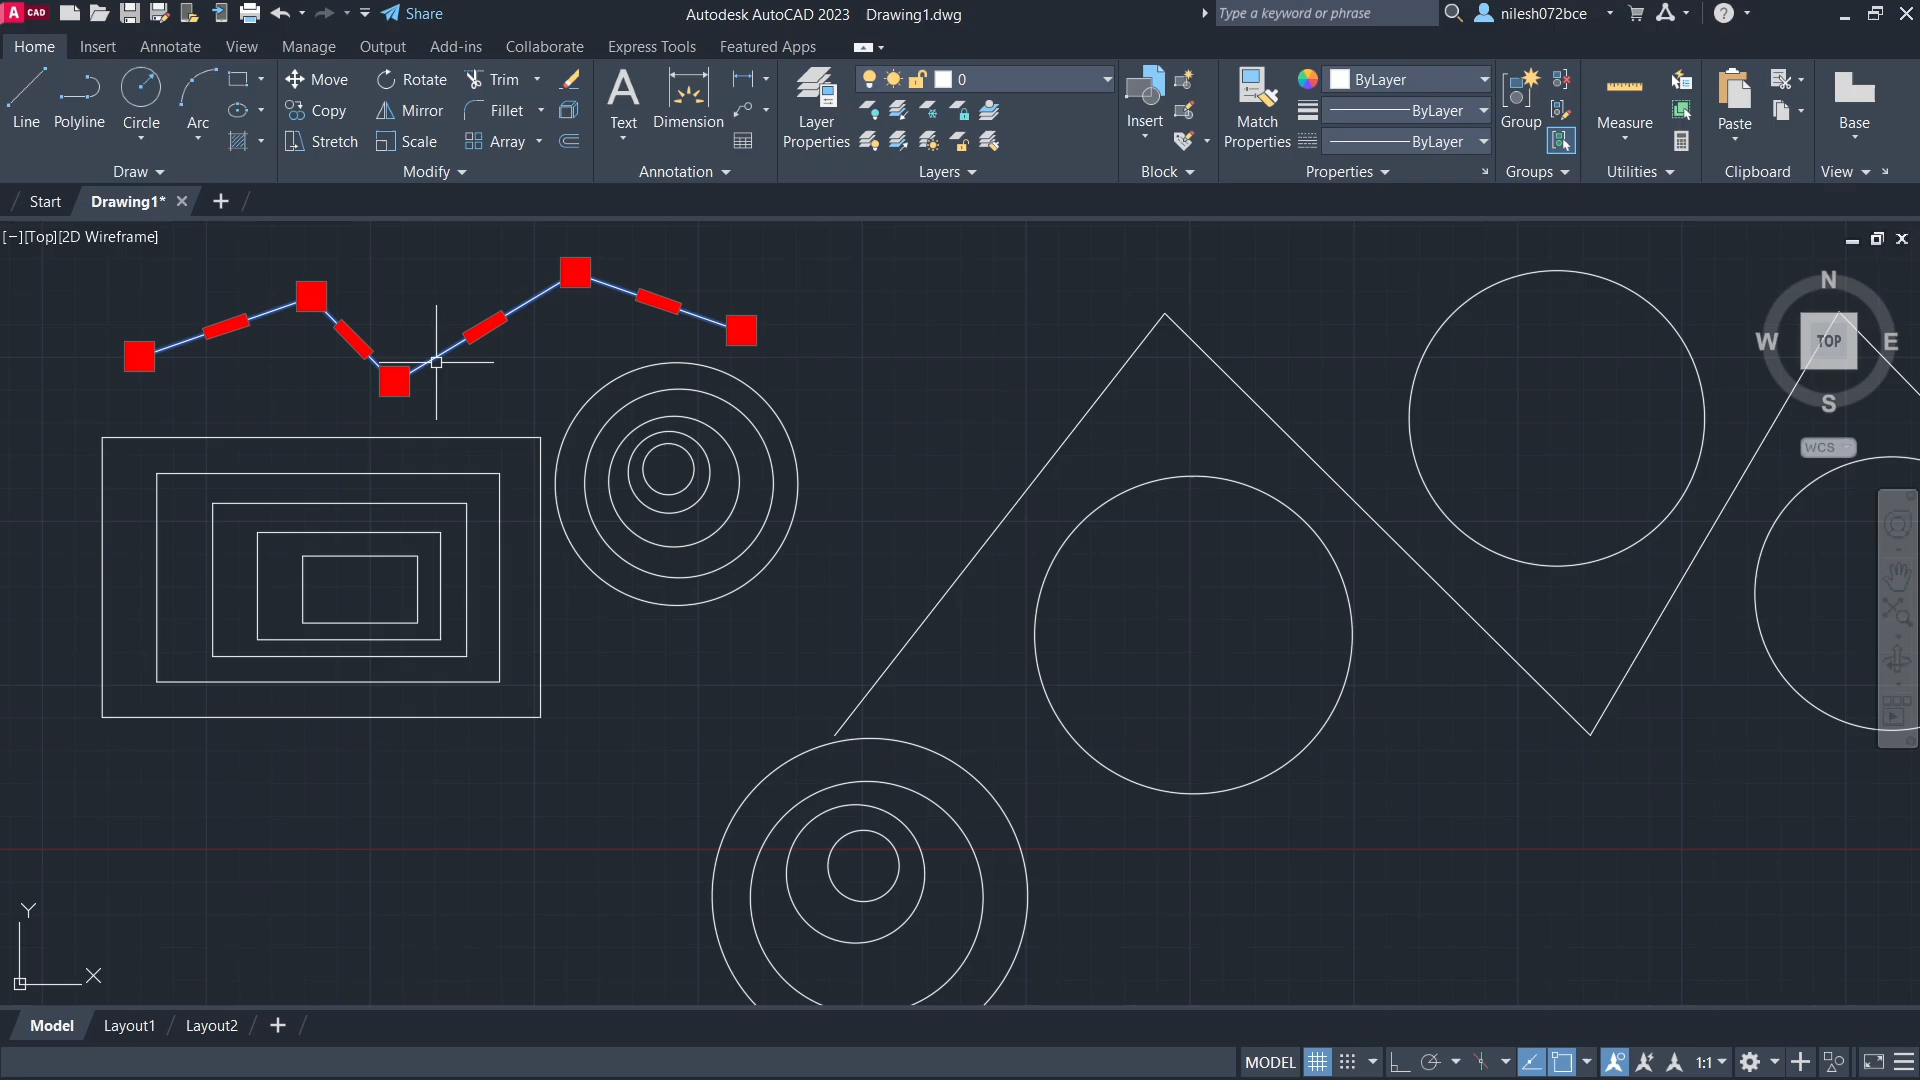 A CAD Share Autodesk AutoCAD 2023 Drawing1.dwg Type a keyword or phrase nilesh072bce ?
Home Insert Annotate View Manage Output Add-ins Collaborate Express Tools Featured Apps
Move Rotate Trim 0 ByLayer
Line Polyline Circle Arc Copy Mirror Fillet Text Dimension Layer Properties Insert Match Properties ByLayer Group Measure Paste Base
Stretch Scale Array ByLayer
Draw Modify Annotation Layers Block Properties Groups Utilities Clipboard View
Start Drawing1* +
[−][Top][2D Wireframe]
N
W TOP E
S
WCS
Y
X
Model Layout1 Layout2 +
MODEL 1:1